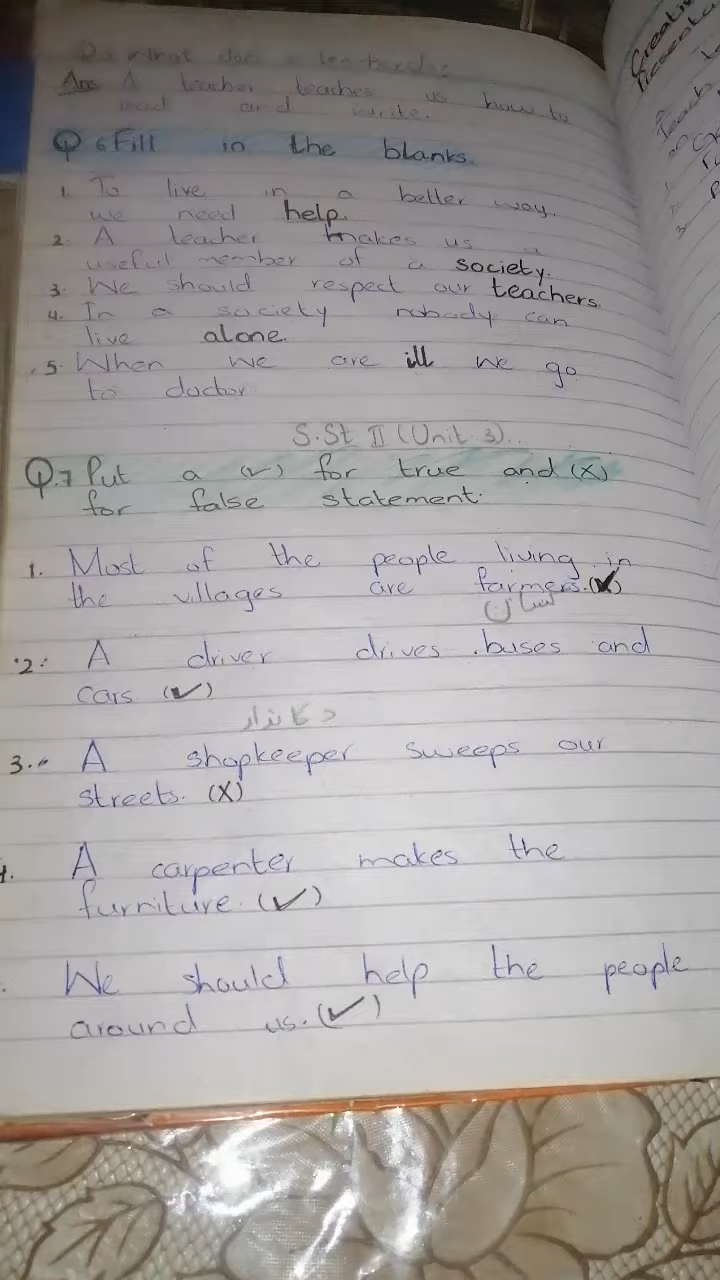 Ans A teacher teaches us how to
read and write.
Q 6 Fill in the blanks.
1. To live in a better way.
we need help.
2. A teacher makes us a
useful member of a society.
3. We should respect our teachers.
4. In a society nobody can
live alone.
5. When we are ill we go
to doctor
S.St II (Unit 3)..
Q.7 Put a (✓) for true and (X)
for false statement.
1. Most of the people living in
the villages are farmers. (✓)
کسان
2. A driver drives buses and
cars (✓)
دکاندار
3. A shopkeeper sweeps our
streets. (X)
4. A carpenter makes the
furniture. (✓)
We should help the people
around us. (✓)